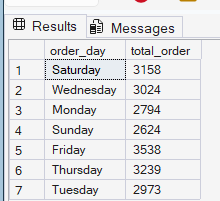 Results Messages
order_day total_order
1 Saturday 3158
2 Wednesday 3024
3 Monday 2794
4 Sunday 2624
5 Friday 3538
6 Thursday 3239
7 Tuesday 2973